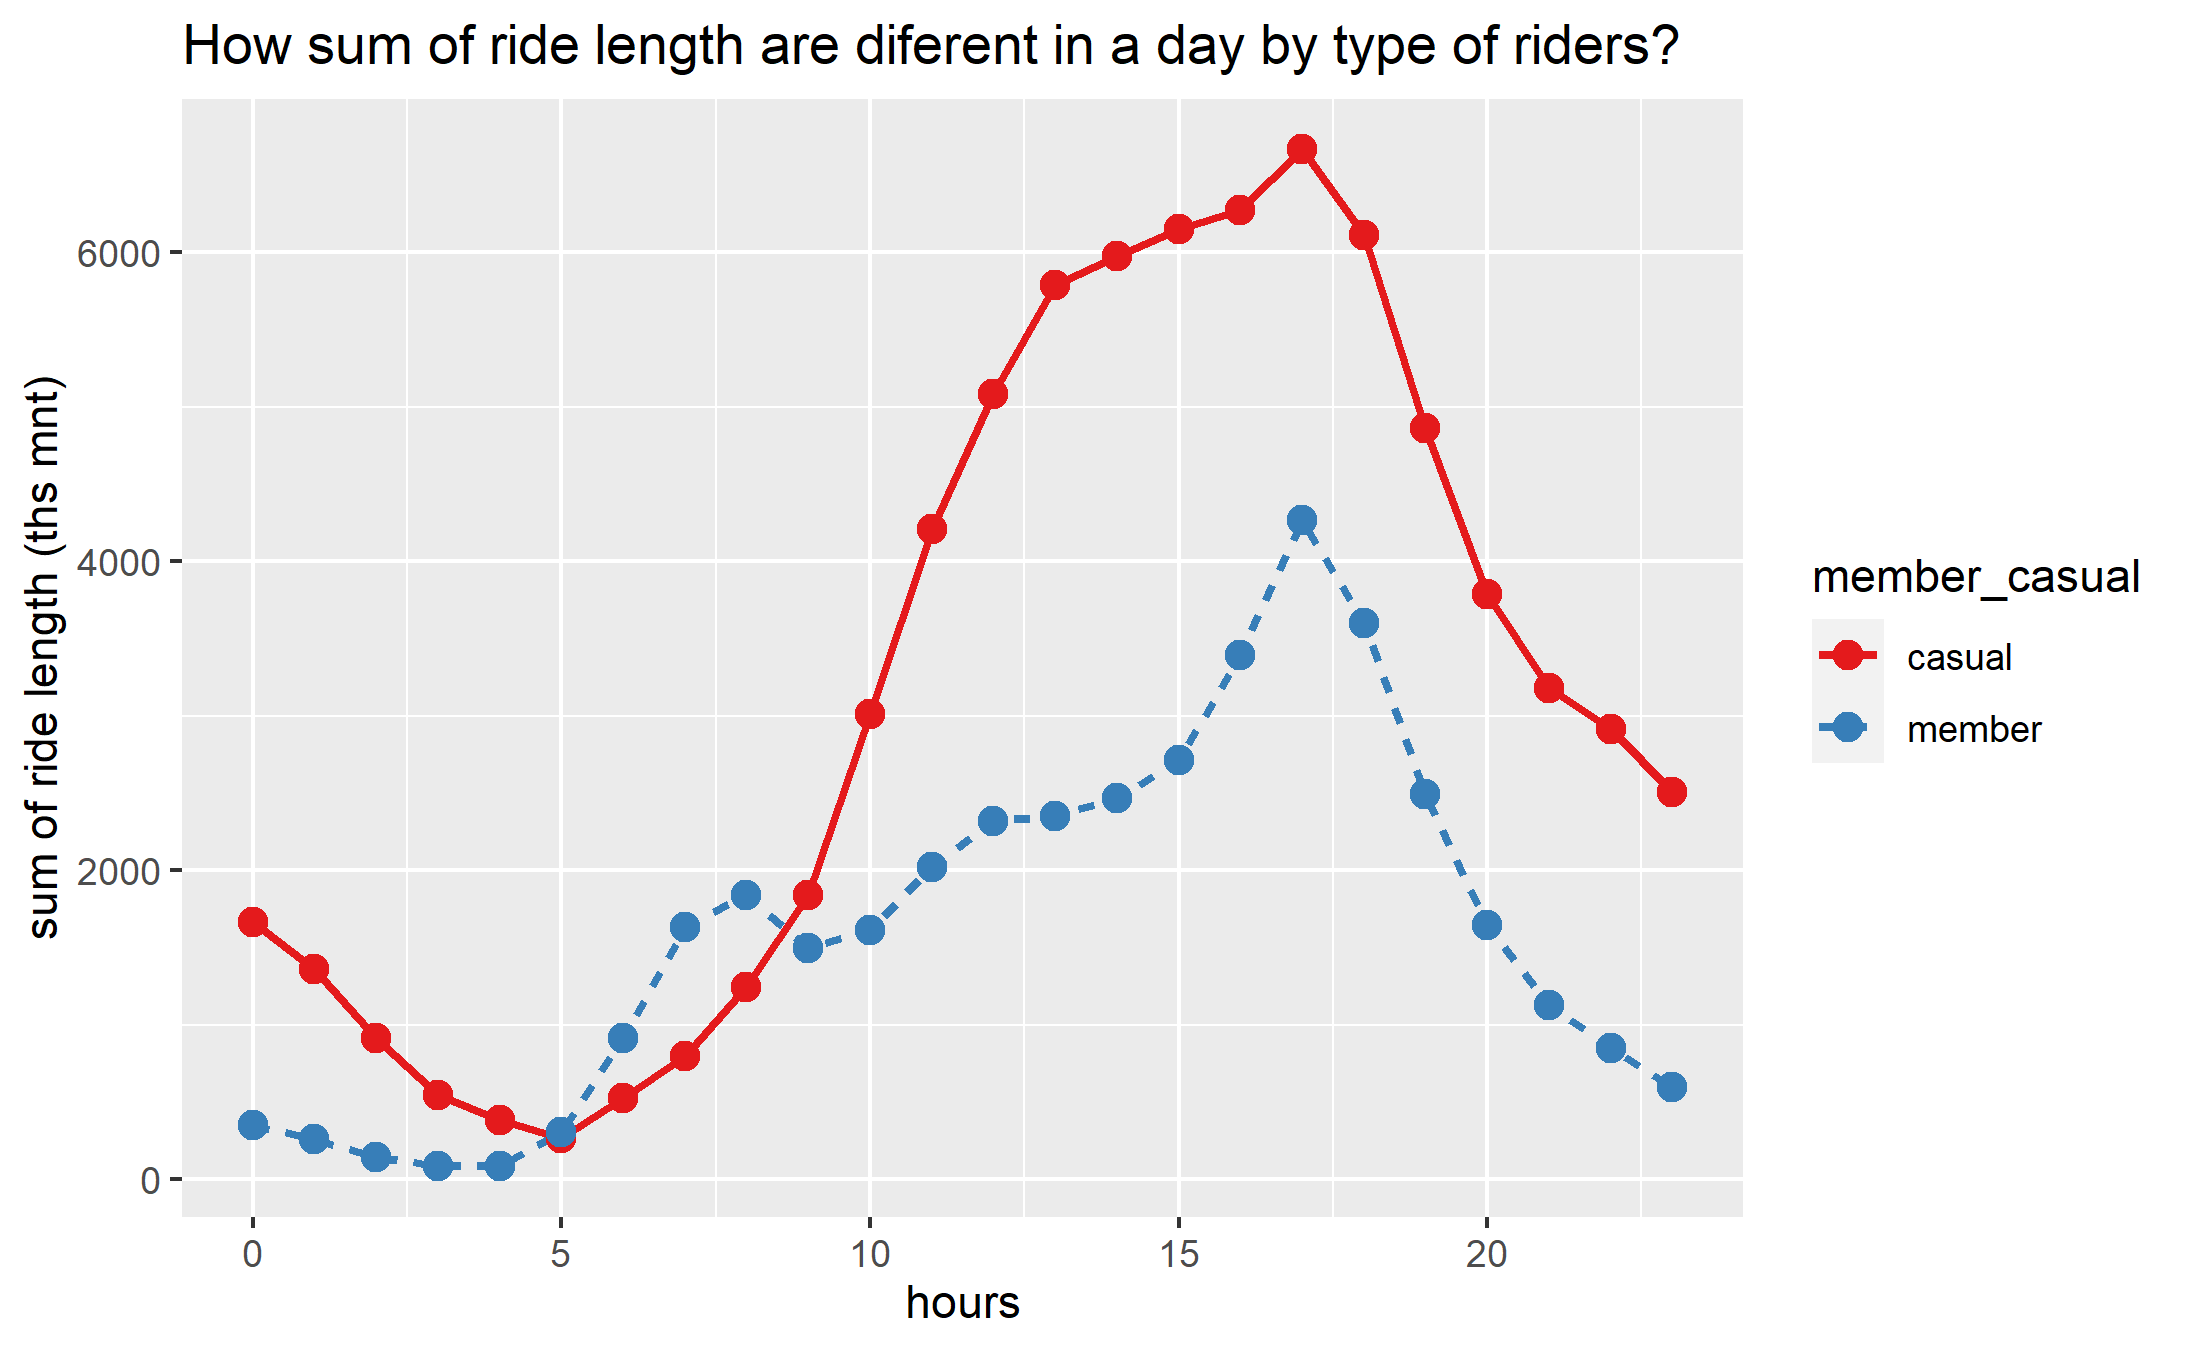 How sum of ride length are diferent in a day by type of riders?
sum of ride length (ths mnt)
6000
4000
2000
0
0 5 10 15 20
hours
member_casual
casual
member